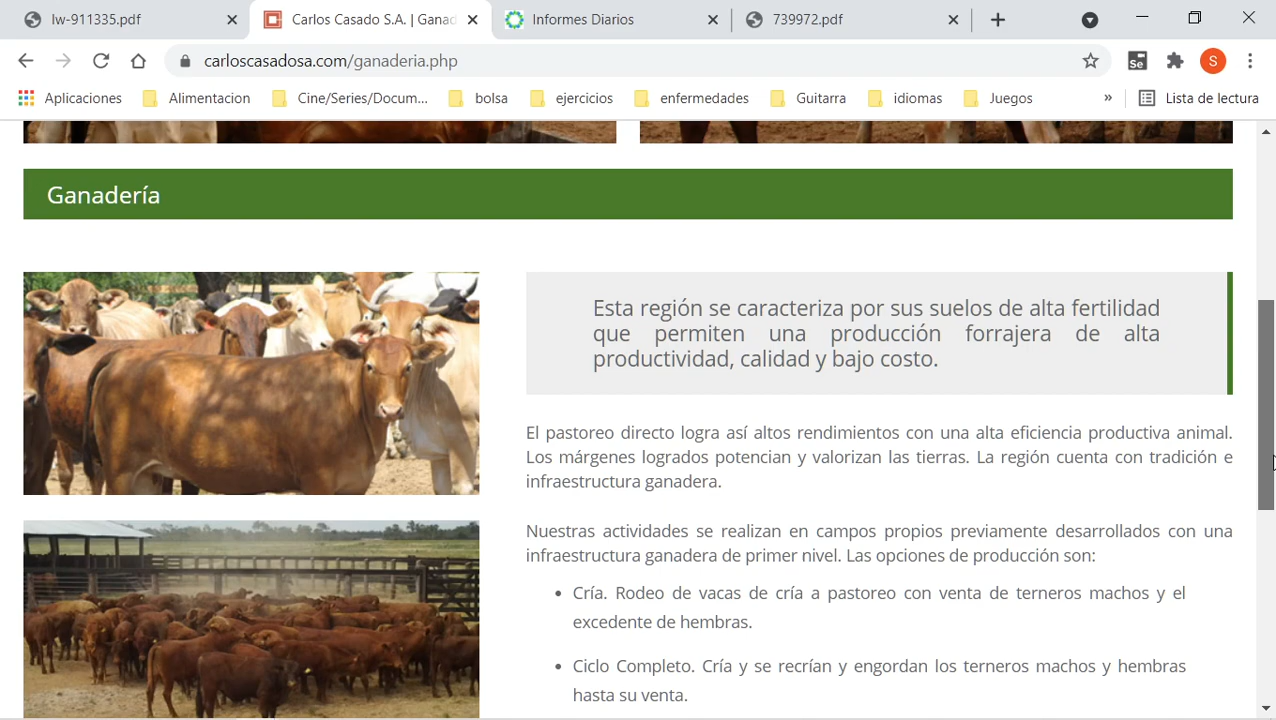 lw-911335.pdf
Carlos Casado S.A. | Ganad
Informes Diarios
739972.pdf
carloscasadosa.com/ganaderia.php
Se
S
Aplicaciones
Alimentacion
Cine/Series/Docum...
bolsa
ejercicios
enfermedades
Guitarra
idiomas
Juegos
»
Lista de lectura
Ganadería
Esta región se caracteriza por sus suelos de alta fertilidad
que permiten una producción forrajera de alta
productividad, calidad y bajo costo.
El pastoreo directo logra así altos rendimientos con una alta eficiencia productiva animal.
Los márgenes logrados potencian y valorizan las tierras. La región cuenta con tradición e
infraestructura ganadera.
Nuestras actividades se realizan en campos propios previamente desarrollados con una
infraestructura ganadera de primer nivel. Las opciones de producción son:
• Cría. Rodeo de vacas de cría a pastoreo con venta de terneros machos y el
excedente de hembras.
• Ciclo Completo. Cría y se recrían y engordan los terneros machos y hembras
hasta su venta.